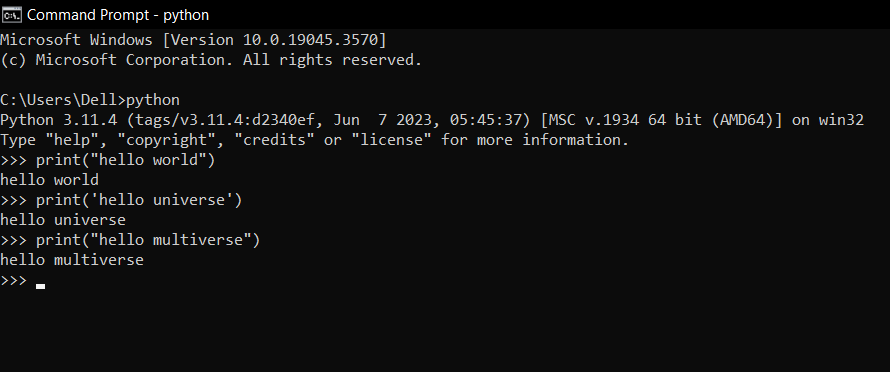 Command Prompt - python
Microsoft Windows [Version 10.0.19045.3570]
(c) Microsoft Corporation. All rights reserved.
C:\Users\Dell>python
Python 3.11.4 (tags/v3.11.4:d2340ef, Jun  7 2023, 05:45:37) [MSC v.1934 64 bit (AMD64)] on win32
Type "help", "copyright", "credits" or "license" for more information.
>>> print("hello world")
hello world
>>> print('hello universe')
hello universe
>>> print("hello multiverse")
hello multiverse
>>>